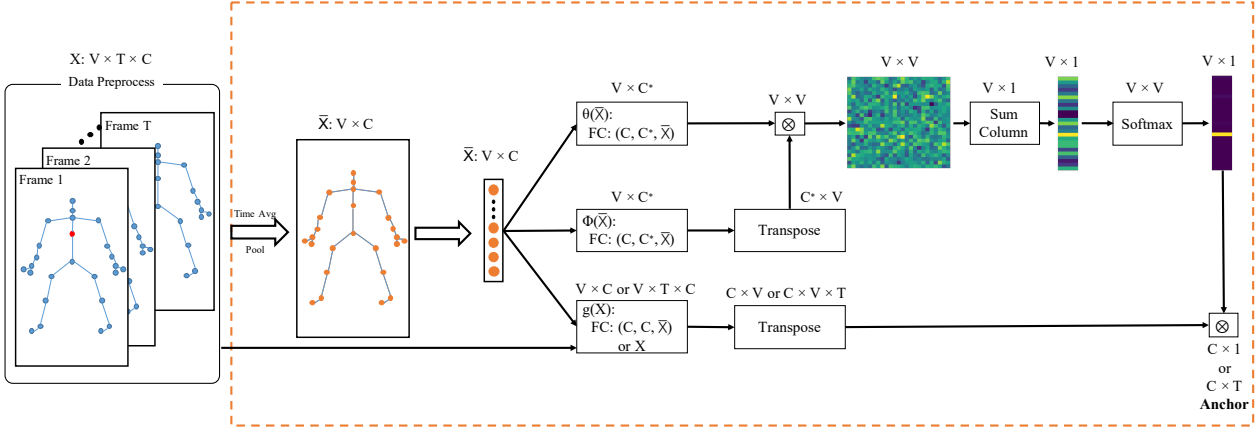 X: V × T × C
Data Preprocess
Frame T
Frame 2
Frame 1
Time Avg
Pool
X̅: V × C
X̅: V × C
V × C*
θ(X̅):
FC: (C, C*, X̅)
V × C*
Φ(X̅):
FC: (C, C*, X̅)
V × C or V × T × C
g(X):
FC: (C, C, X̅)
or X
V × V
⊗
C* × V
Transpose
C × V or C × V × T
Transpose
V × V
V × 1
Sum
Column
V × 1
V × V
Softmax
V × 1
⊗
C × 1
or
C × T
Anchor